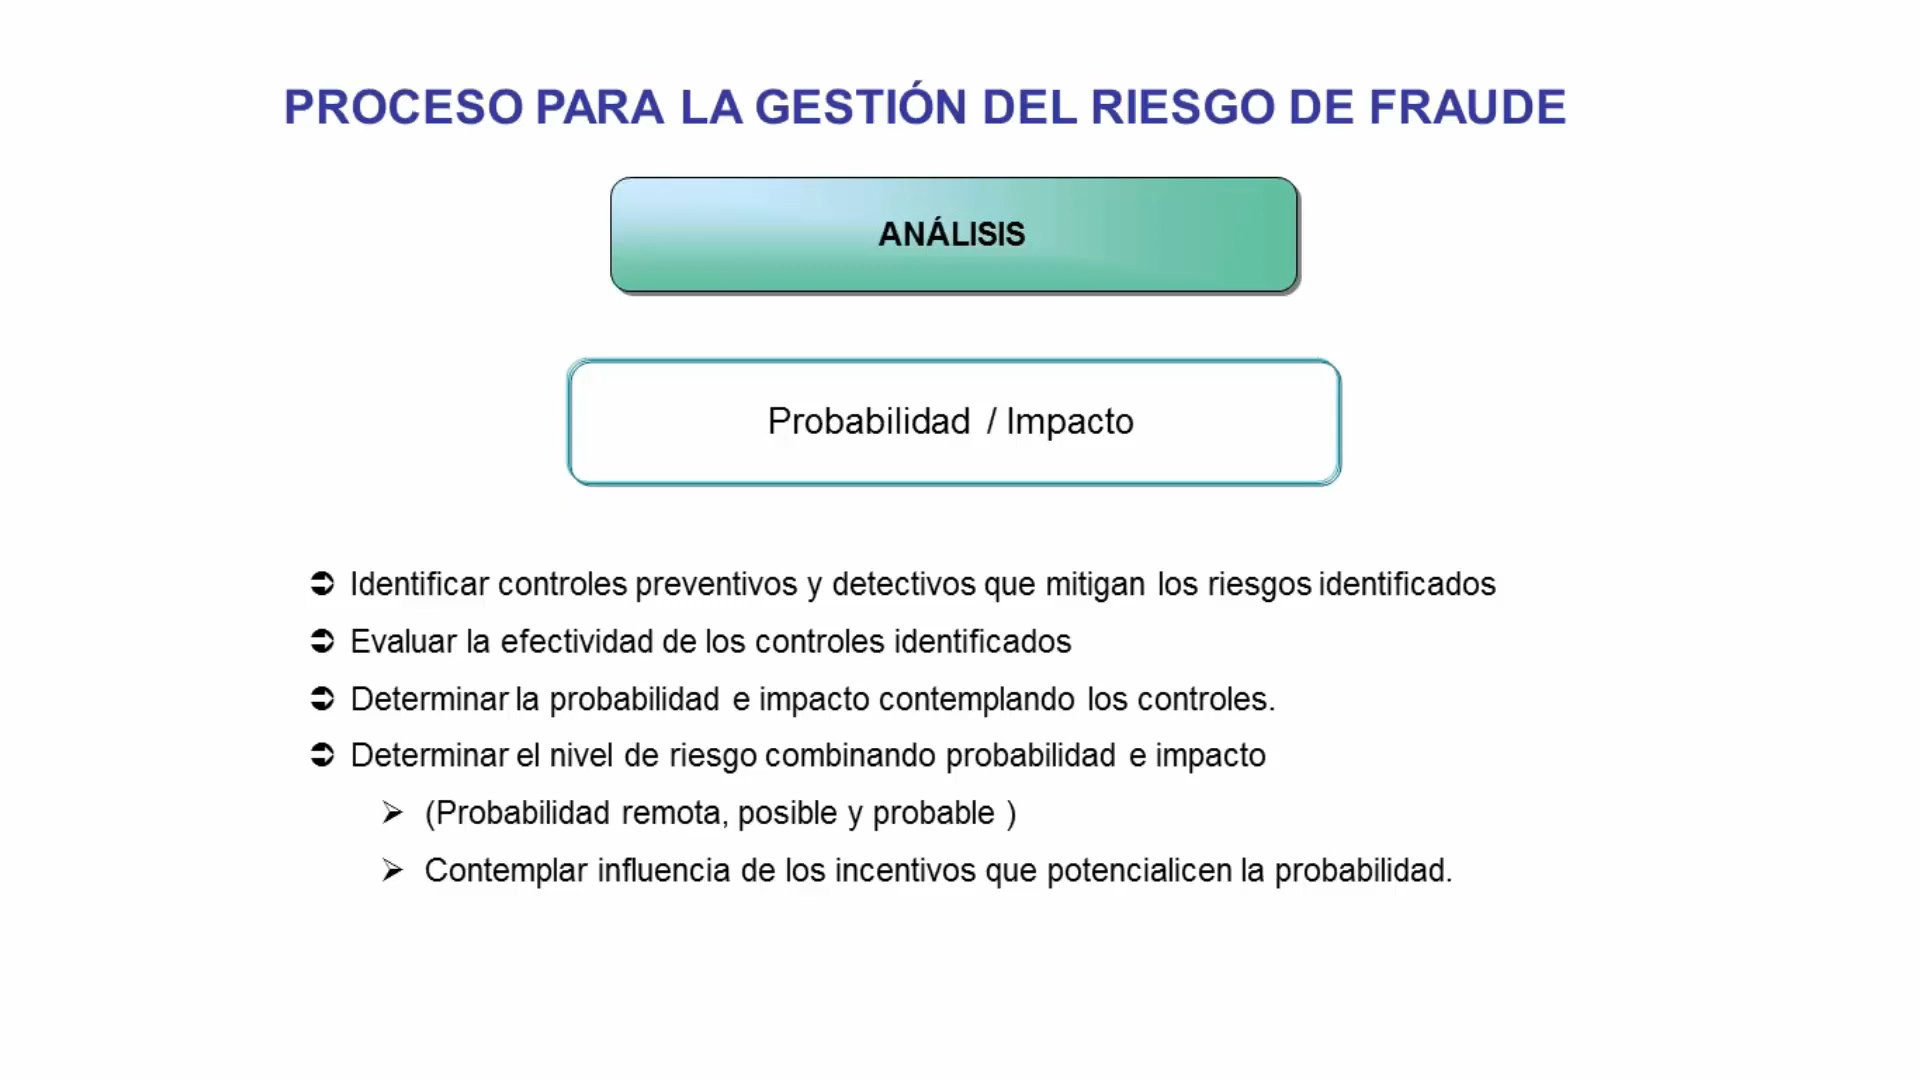 PROCESO PARA LA GESTIÓN DEL RIESGO DE FRAUDE
ANÁLISIS
Probabilidad / Impacto
Identificar controles preventivos y detectivos que mitigan los riesgos identificados
Evaluar la efectividad de los controles identificados
Determinar la probabilidad e impacto contemplando los controles.
Determinar el nivel de riesgo combinando probabilidad e impacto
(Probabilidad remota, posible y probable )
Contemplar influencia de los incentivos que potencialicen la probabilidad.